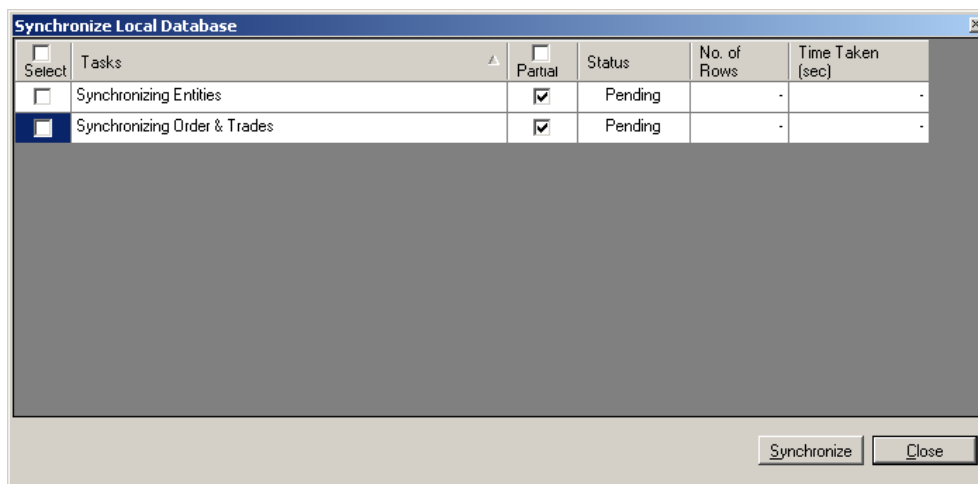 Synchronize Local Database
Select Tasks Partial Status No. of Rows Time Taken (sec)
Synchronizing Entities Pending - -
Synchronizing Order & Trades Pending - -
Synchronize Close